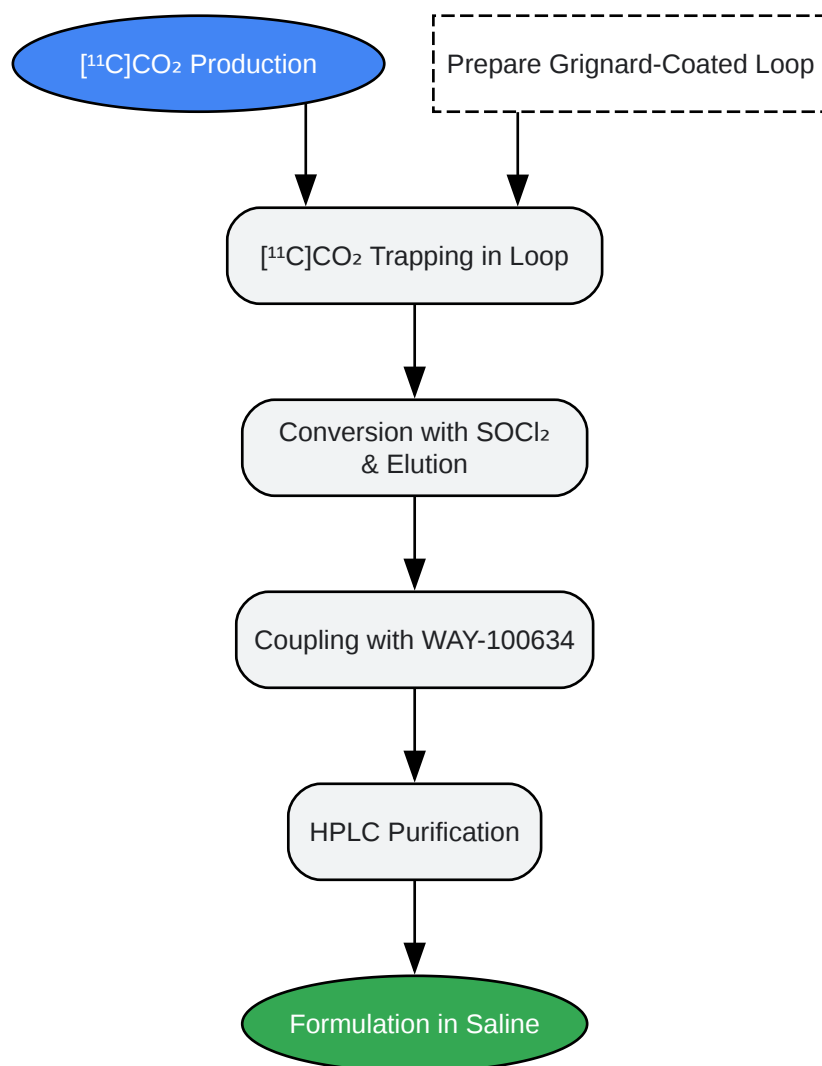 [¹¹C]CO₂ Production
Prepare Grignard-Coated Loop
[¹¹C]CO₂ Trapping in Loop
Conversion with SOCl₂
& Elution
Coupling with WAY-100634
HPLC Purification
Formulation in Saline